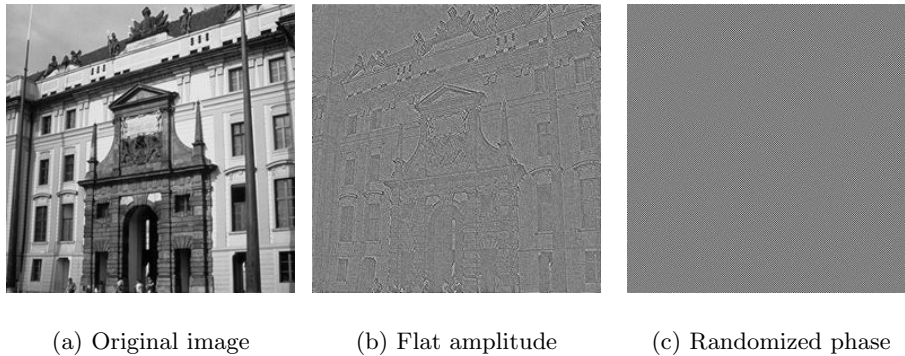 (a) Original image
(b) Flat amplitude
(c) Randomized phase